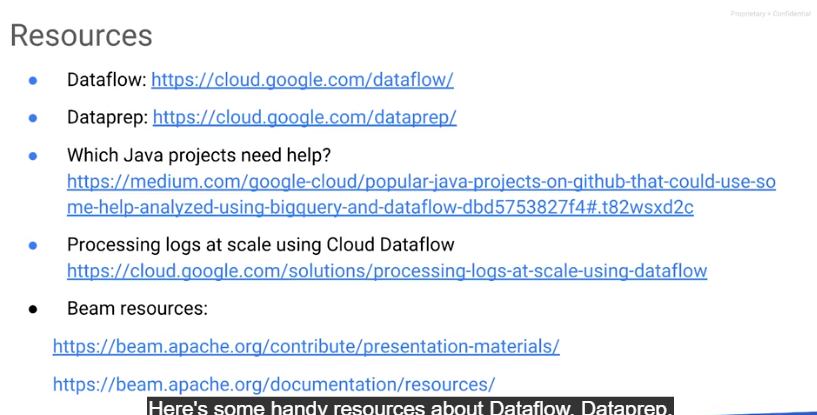 Proprietary + Confidential
Resources
Dataflow: https://cloud.google.com/dataflow/
Dataprep: https://cloud.google.com/dataprep/
Which Java projects need help?
https://medium.com/google-cloud/popular-java-projects-on-github-that-could-use-so
me-help-analyzed-using-bigquery-and-dataflow-dbd5753827f4#.t82wsxd2c
Processing logs at scale using Cloud Dataflow
https://cloud.google.com/solutions/processing-logs-at-scale-using-dataflow
Beam resources:
https://beam.apache.org/contribute/presentation-materials/
https://beam.apache.org/documentation/resources/
Here's some handy resources about Dataflow, Dataprep,